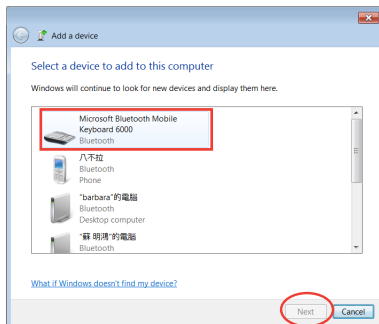 Add a device
Select a device to add to this computer
Windows will continue to look for new devices and display them here.
Microsoft Bluetooth Mobile
Keyboard 6000
Bluetooth
八不拉
Bluetooth
Phone
"barbara"的電腦
Bluetooth
Desktop computer
"蘇 明鴻"的電腦
Bluetooth
What if Windows doesn't find my device?
Next
Cancel